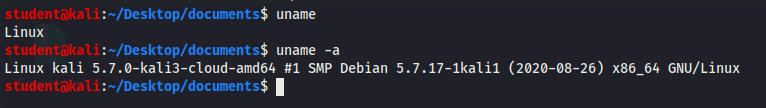 student@kali:~/Desktop/documents$ uname
Linux
student@kali:~/Desktop/documents$ uname -a
Linux kali 5.7.0-kali3-cloud-amd64 #1 SMP Debian 5.7.17-1kali1 (2020-08-26) x86_64 GNU/Linux
student@kali:~/Desktop/documents$